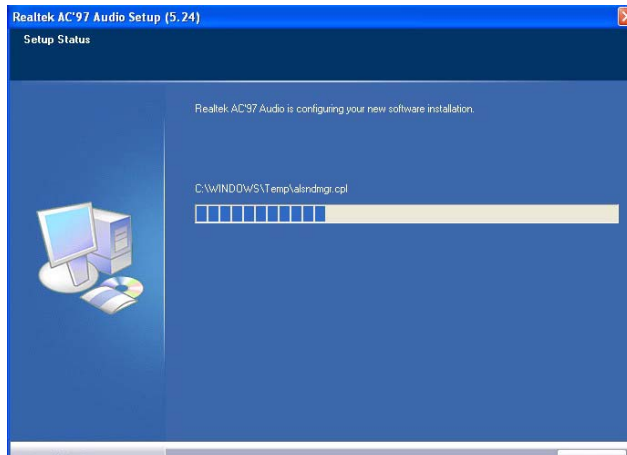 Realtek AC'97 Audio Setup (5.24)
Setup Status
Realtek AC'97 Audio is configuring your new software installation.
C:\WINDOWS\Temp\alsndmgr.cpl